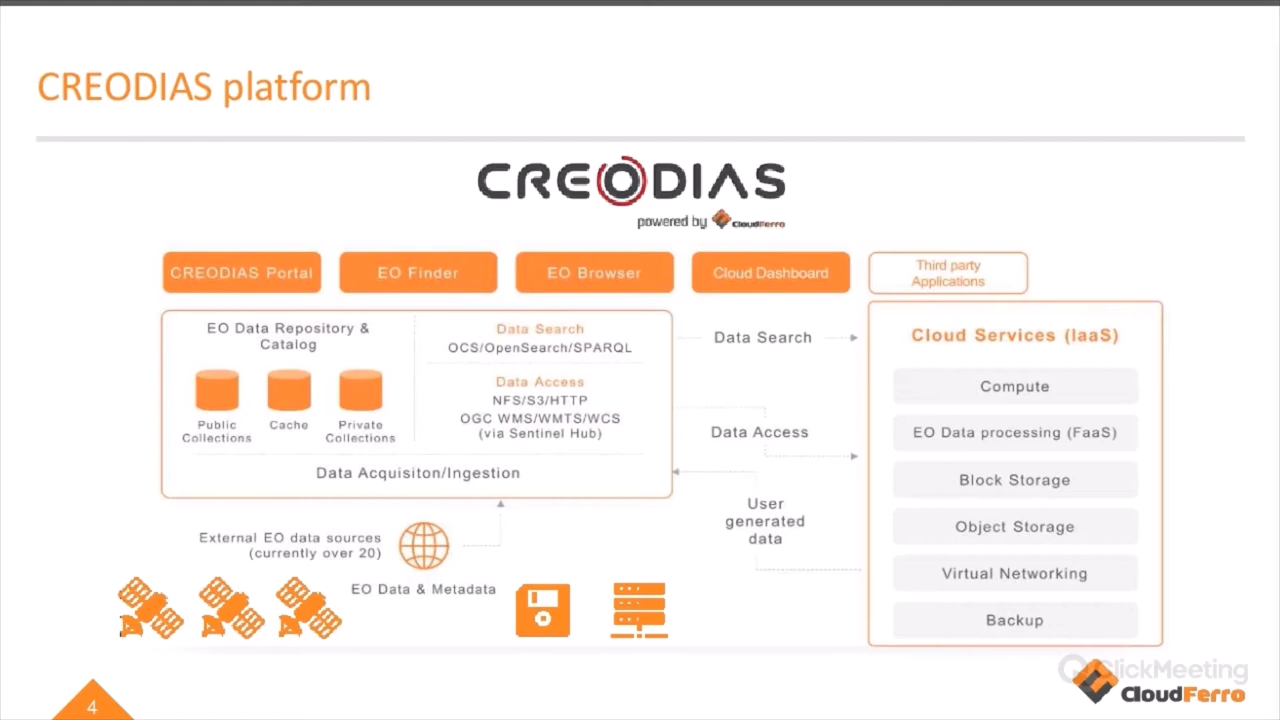 CREODIAS platform
CREODIAS
powered by CloudFerro
CREODIAS Portal
EO Finder
EO Browser
Cloud Dashboard
Third party
Applications
EO Data Repository &
Catalog
Public
Collections
Cache
Private
Collections
Data Search
OCS/OpenSearch/SPARQL
Data Access
NFS/S3/HTTP
OGC WMS/WMTS/WCS
(via Sentinel Hub)
Data Acquisiton/Ingestion
Data Search
Data Access
User
generated
data
Cloud Services (IaaS)
Compute
EO Data processing (FaaS)
Block Storage
Object Storage
Virtual Networking
Backup
External EO data sources
(currently over 20)
EO Data & Metadata
4
ClickMeeting
CloudFerro